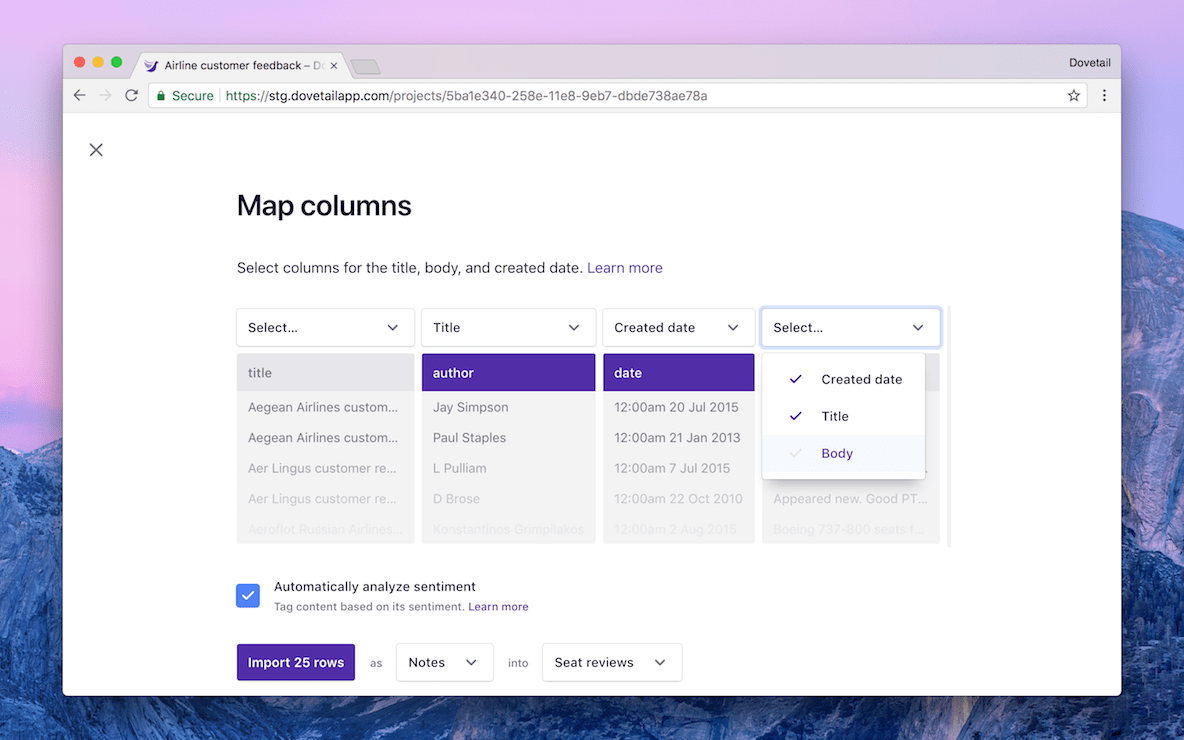 Airline customer feedback – Do
Dovetail
Secure
https://stg.dovetailapp.com/projects/5ba1e340-258e-11e8-9eb7-dbde738ae78a
Map columns
Select columns for the title, body, and created date. Learn more
Select... Title Created date Select...
title author date
Created date
Title
Body
Aegean Airlines custom... Jay Simpson 12:00am 20 Jul 2015
Aegean Airlines custom... Paul Staples 12:00am 21 Jan 2013
Aer Lingus customer re... L Pulliam 12:00am 7 Jul 2015
Aer Lingus customer re... D Brose 12:00am 22 Oct 2010 Appeared new. Good PT...
Aeroflot Russian Airlines... Konstantinos Grimpilakos 12:00am 2 Aug 2015 Boeing 737-800 seats f...
Automatically analyze sentiment
Tag content based on its sentiment. Learn more
Import 25 rows as Notes into Seat reviews